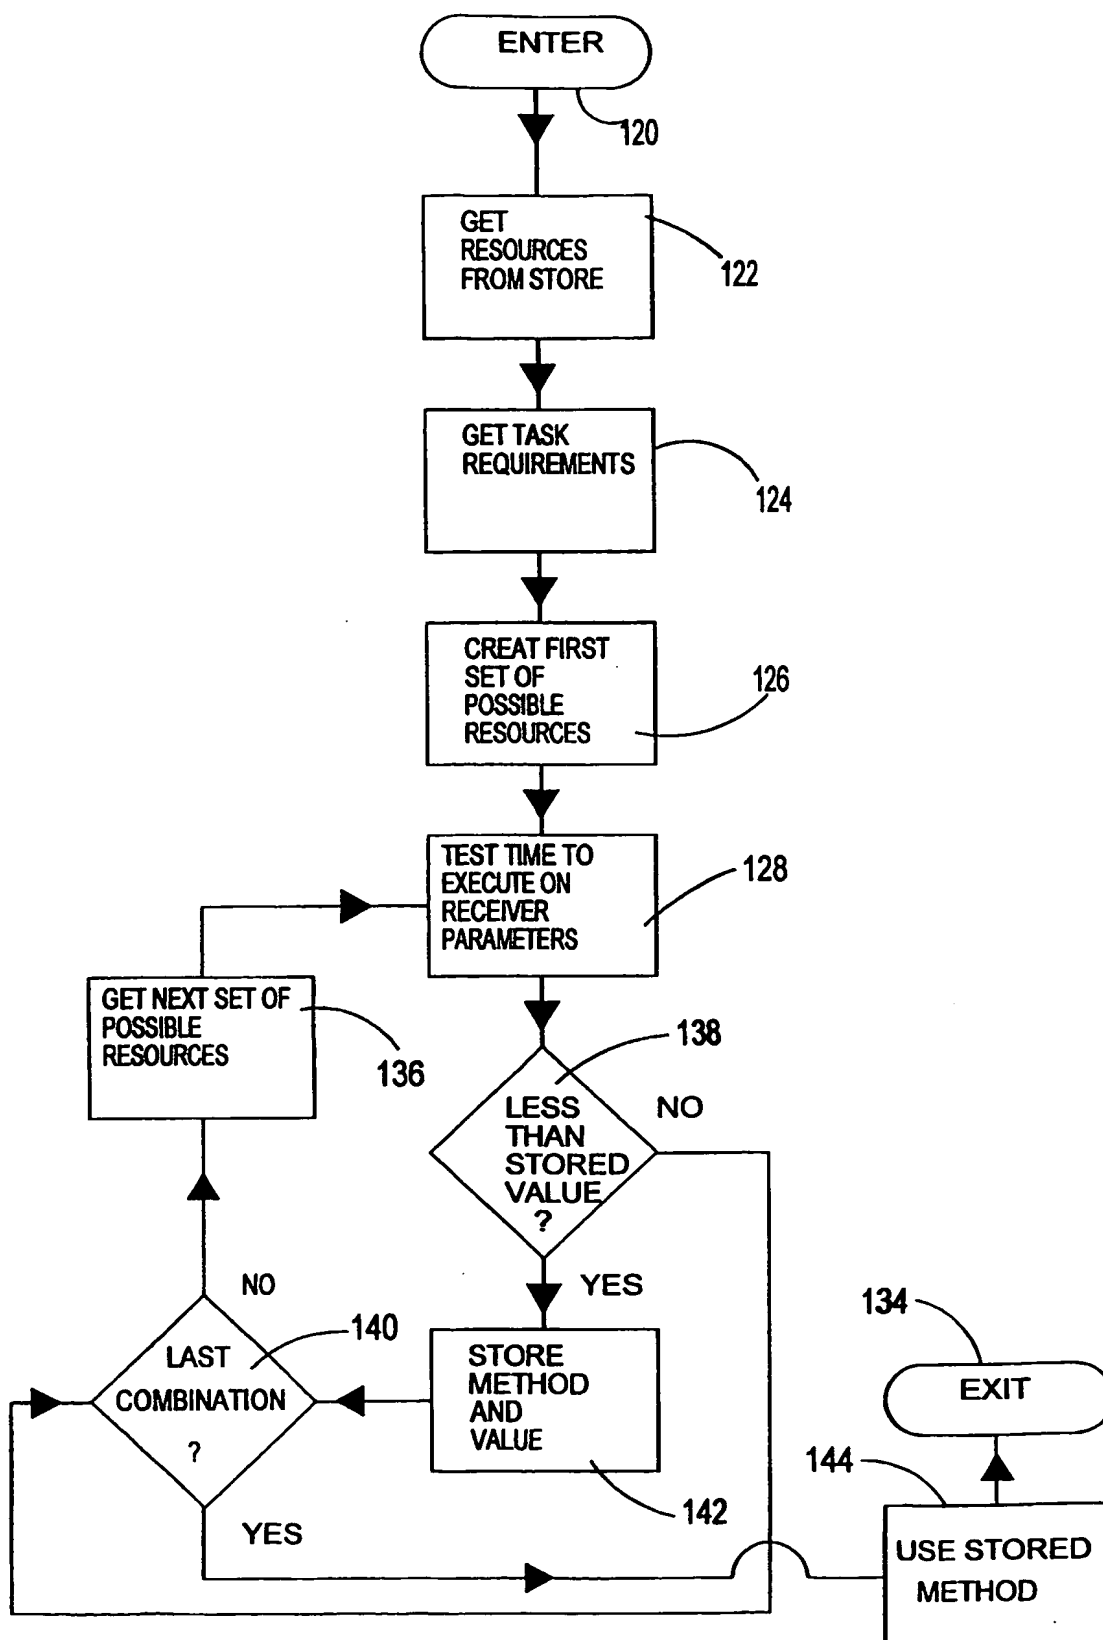 ENTER
120
GET
RESOURCES
FROM STORE
122
GET TASK
REQUIREMENTS
124
CREAT FIRST
SET OF
POSSIBLE
RESOURCES
126
TEST TIME TO
EXECUTE ON
RECEIVER
PARAMETERS
128
GET NEXT SET OF
POSSIBLE
RESOURCES
136
138
LESS
THAN
STORED
VALUE
?
NO
YES
NO
140
LAST
COMBINATION
?
YES
STORE
METHOD
AND
VALUE
142
134
EXIT
144
USE STORED
METHOD